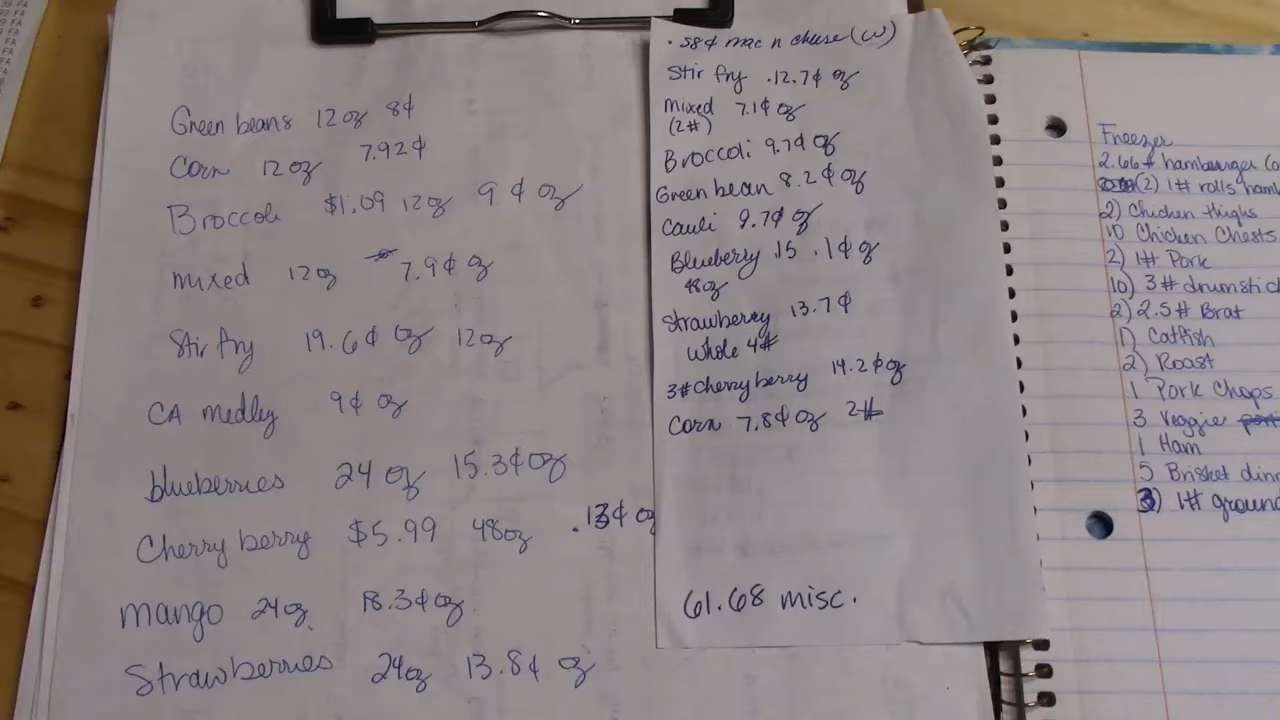 Green beans 12oz 8¢
Corn 12oz 7.92¢
Broccoli $1.09 12oz 9¢ oz
mixed 12oz 7.9¢ oz
Stir fry 19.6¢ oz 12oz
CA medley 9¢ oz
blueberries 24 oz 15.3¢ oz
Cherry berry $5.99 48oz .13¢ oz
mango 24oz 18.3¢ oz
Strawberries 24oz 13.8¢ oz
.58¢ mac n cheese (W)
Stir fry .12.7¢ oz
mixed 7.1¢ oz
(2#)
Broccoli 9.7¢ oz
Green bean 8.2¢ oz
Cauli 9.7¢ oz
Blueberry .15 .1¢ oz
48oz
Strawberry 13.7¢
whole 4#
3# cherry berry 14.2¢ oz
Corn 7.8¢ oz 2#
61.68 misc.
Freezer
2.66# hamburger
(2) 1# rolls hamb
2) Chicken thighs
10 Chicken Chests
2) 1# Pork
10) 3# drumstic
2) 2.5# Brat
1) Catfish
2) Roast
1 Pork Chops
3 Veggie
1 Ham
5 Brisket din
3) 1# groun